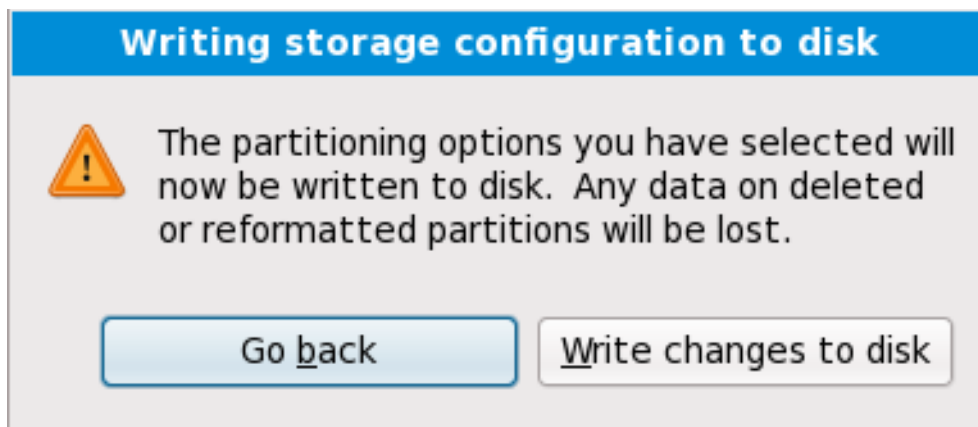 Writing storage configuration to disk
The partitioning options you have selected will
now be written to disk.  Any data on deleted
or reformatted partitions will be lost.
Go back
Write changes to disk